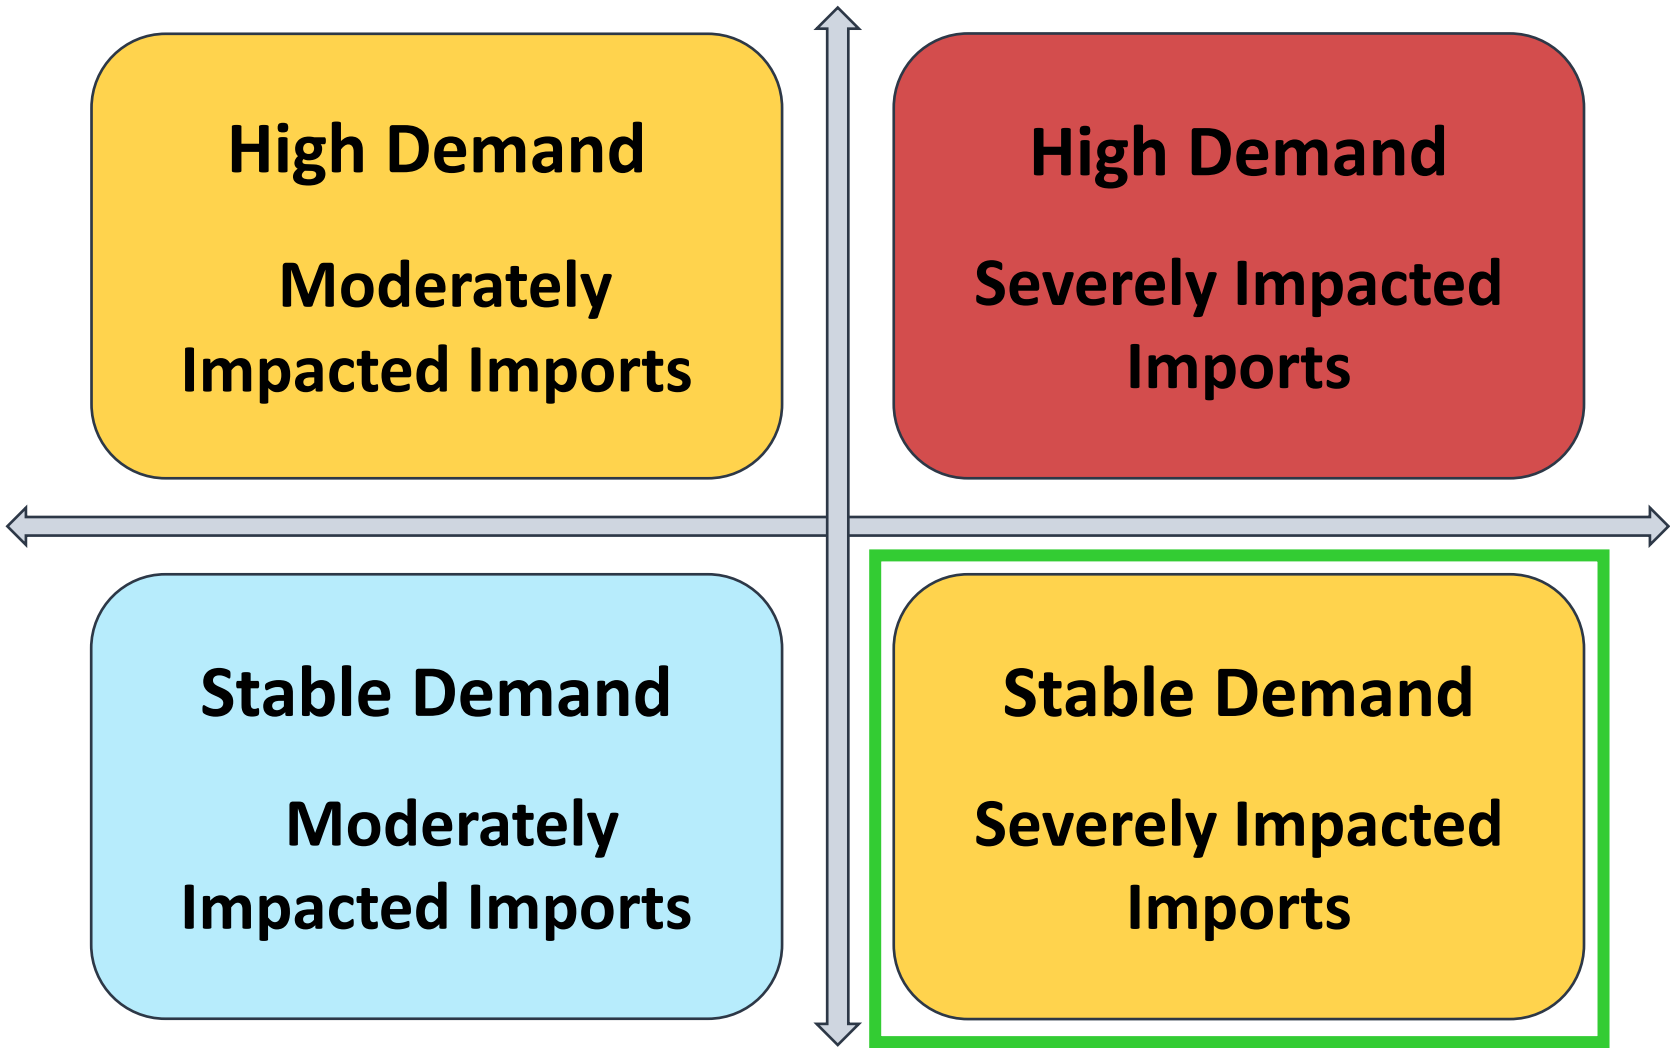 High Demand
Moderately
Impacted Imports
High Demand
Severely Impacted
Imports
Stable Demand
Moderately
Impacted Imports
Stable Demand
Severely Impacted
Imports